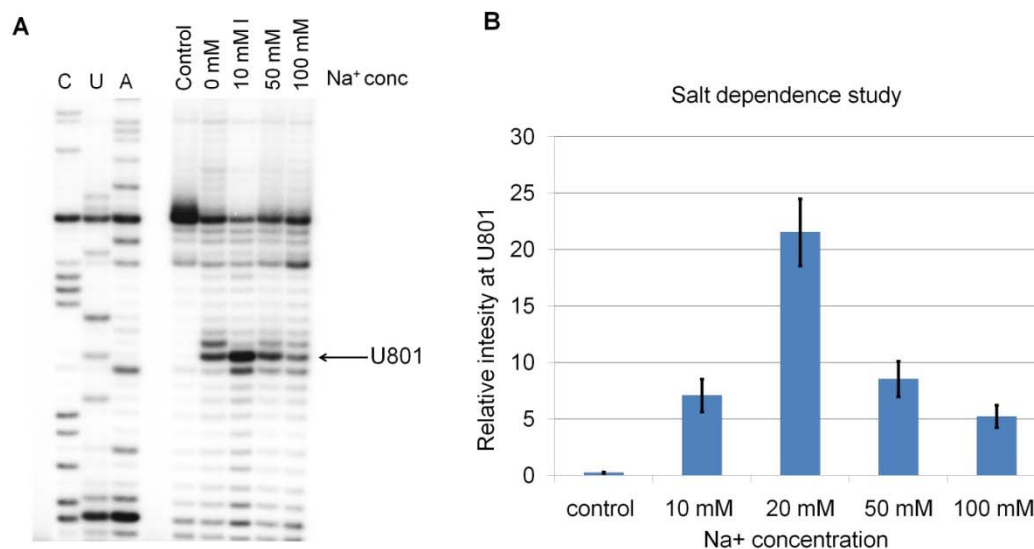 A
C U A
Control
0 mM
10 mM I
50 mM
100 mM
Na⁺ conc
U801
B
Salt dependence study
Relative intesity at U801
30
25
20
15
10
5
0
control 10 mM 20 mM 50 mM 100 mM
Na+ concentration